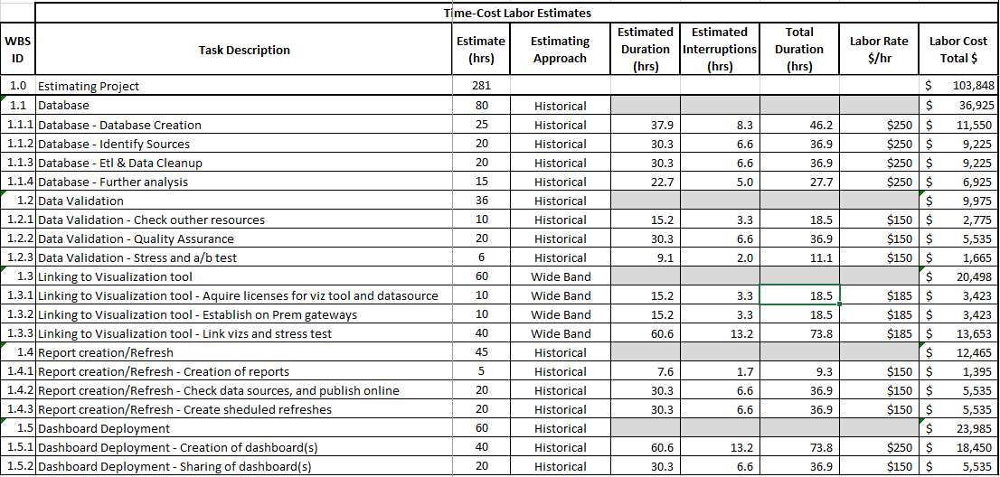 Time-Cost Labor Estimates
WBS ID Task Description Estimate (hrs) Estimating Approach Estimated Duration (hrs) Estimated Interruptions (hrs) Total Duration (hrs) Labor Rate $/hr Labor Cost Total $
1.0 Estimating Project 281 $ 103,848
1.1 Database 80 Historical $ 36,925
1.1.1 Database - Database Creation 25 Historical 37.9 8.3 46.2 $250 $ 11,550
1.1.2 Database - Identify Sources 20 Historical 30.3 6.6 36.9 $250 $ 9,225
1.1.3 Database - Etl & Data Cleanup 20 Historical 30.3 6.6 36.9 $250 $ 9,225
1.1.4 Database - Further analysis 15 Historical 22.7 5.0 27.7 $250 $ 6,925
1.2 Data Validation 36 Historical $ 9,975
1.2.1 Data Validation - Check outher resources 10 Historical 15.2 3.3 18.5 $150 $ 2,775
1.2.2 Data Validation - Quality Assurance 20 Historical 30.3 6.6 36.9 $150 $ 5,535
1.2.3 Data Validation - Stress and a/b test 6 Historical 9.1 2.0 11.1 $150 $ 1,665
1.3 Linking to Visualization tool 60 Wide Band $ 20,498
1.3.1 Linking to Visualization tool - Aquire licenses for viz tool and datasource 10 Wide Band 15.2 3.3 18.5 $185 $ 3,423
1.3.2 Linking to Visualization tool - Establish on Prem gateways 10 Wide Band 15.2 3.3 18.5 $185 $ 3,423
1.3.3 Linking to Visualization tool - Link vizs and stress test 40 Wide Band 60.6 13.2 73.8 $185 $ 13,653
1.4 Report creation/Refresh 45 Historical $ 12,465
1.4.1 Report creation/Refresh - Creation of reports 5 Historical 7.6 1.7 9.3 $150 $ 1,395
1.4.2 Report creation/Refresh - Check data sources, and publish online 20 Historical 30.3 6.6 36.9 $150 $ 5,535
1.4.3 Report creation/Refresh - Create sheduled refreshes 20 Historical 30.3 6.6 36.9 $150 $ 5,535
1.5 Dashboard Deployment 60 Historical $ 23,985
1.5.1 Dashboard Deployment - Creation of dashboard(s) 40 Historical 60.6 13.2 73.8 $250 $ 18,450
1.5.2 Dashboard Deployment - Sharing of dashboard(s) 20 Historical 30.3 6.6 36.9 $150 $ 5,535